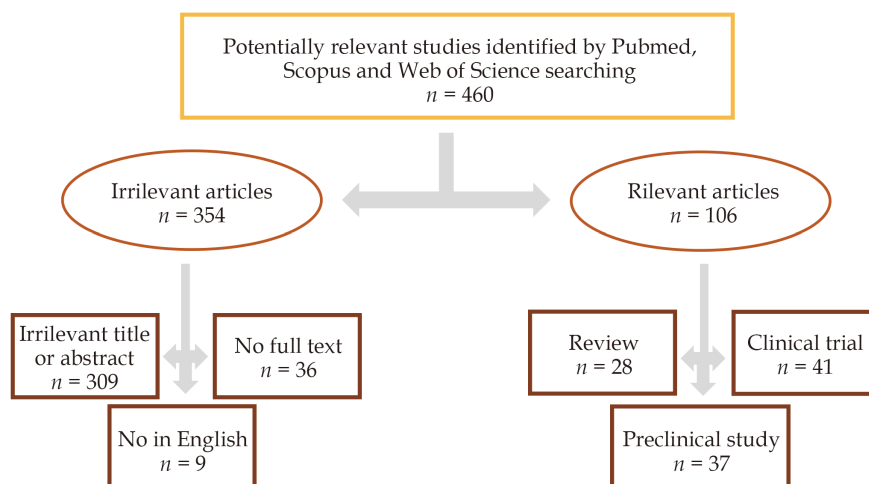 Potentially relevant studies identified by Pubmed,
Scopus and Web of Science searching
n = 460
Irrilevant articles
n = 354
Rilevant articles
n = 106
Irrilevant title
or abstract
n = 309
No full text
n = 36
No in English
n = 9
Review
n = 28
Clinical trial
n = 41
Preclinical study
n = 37